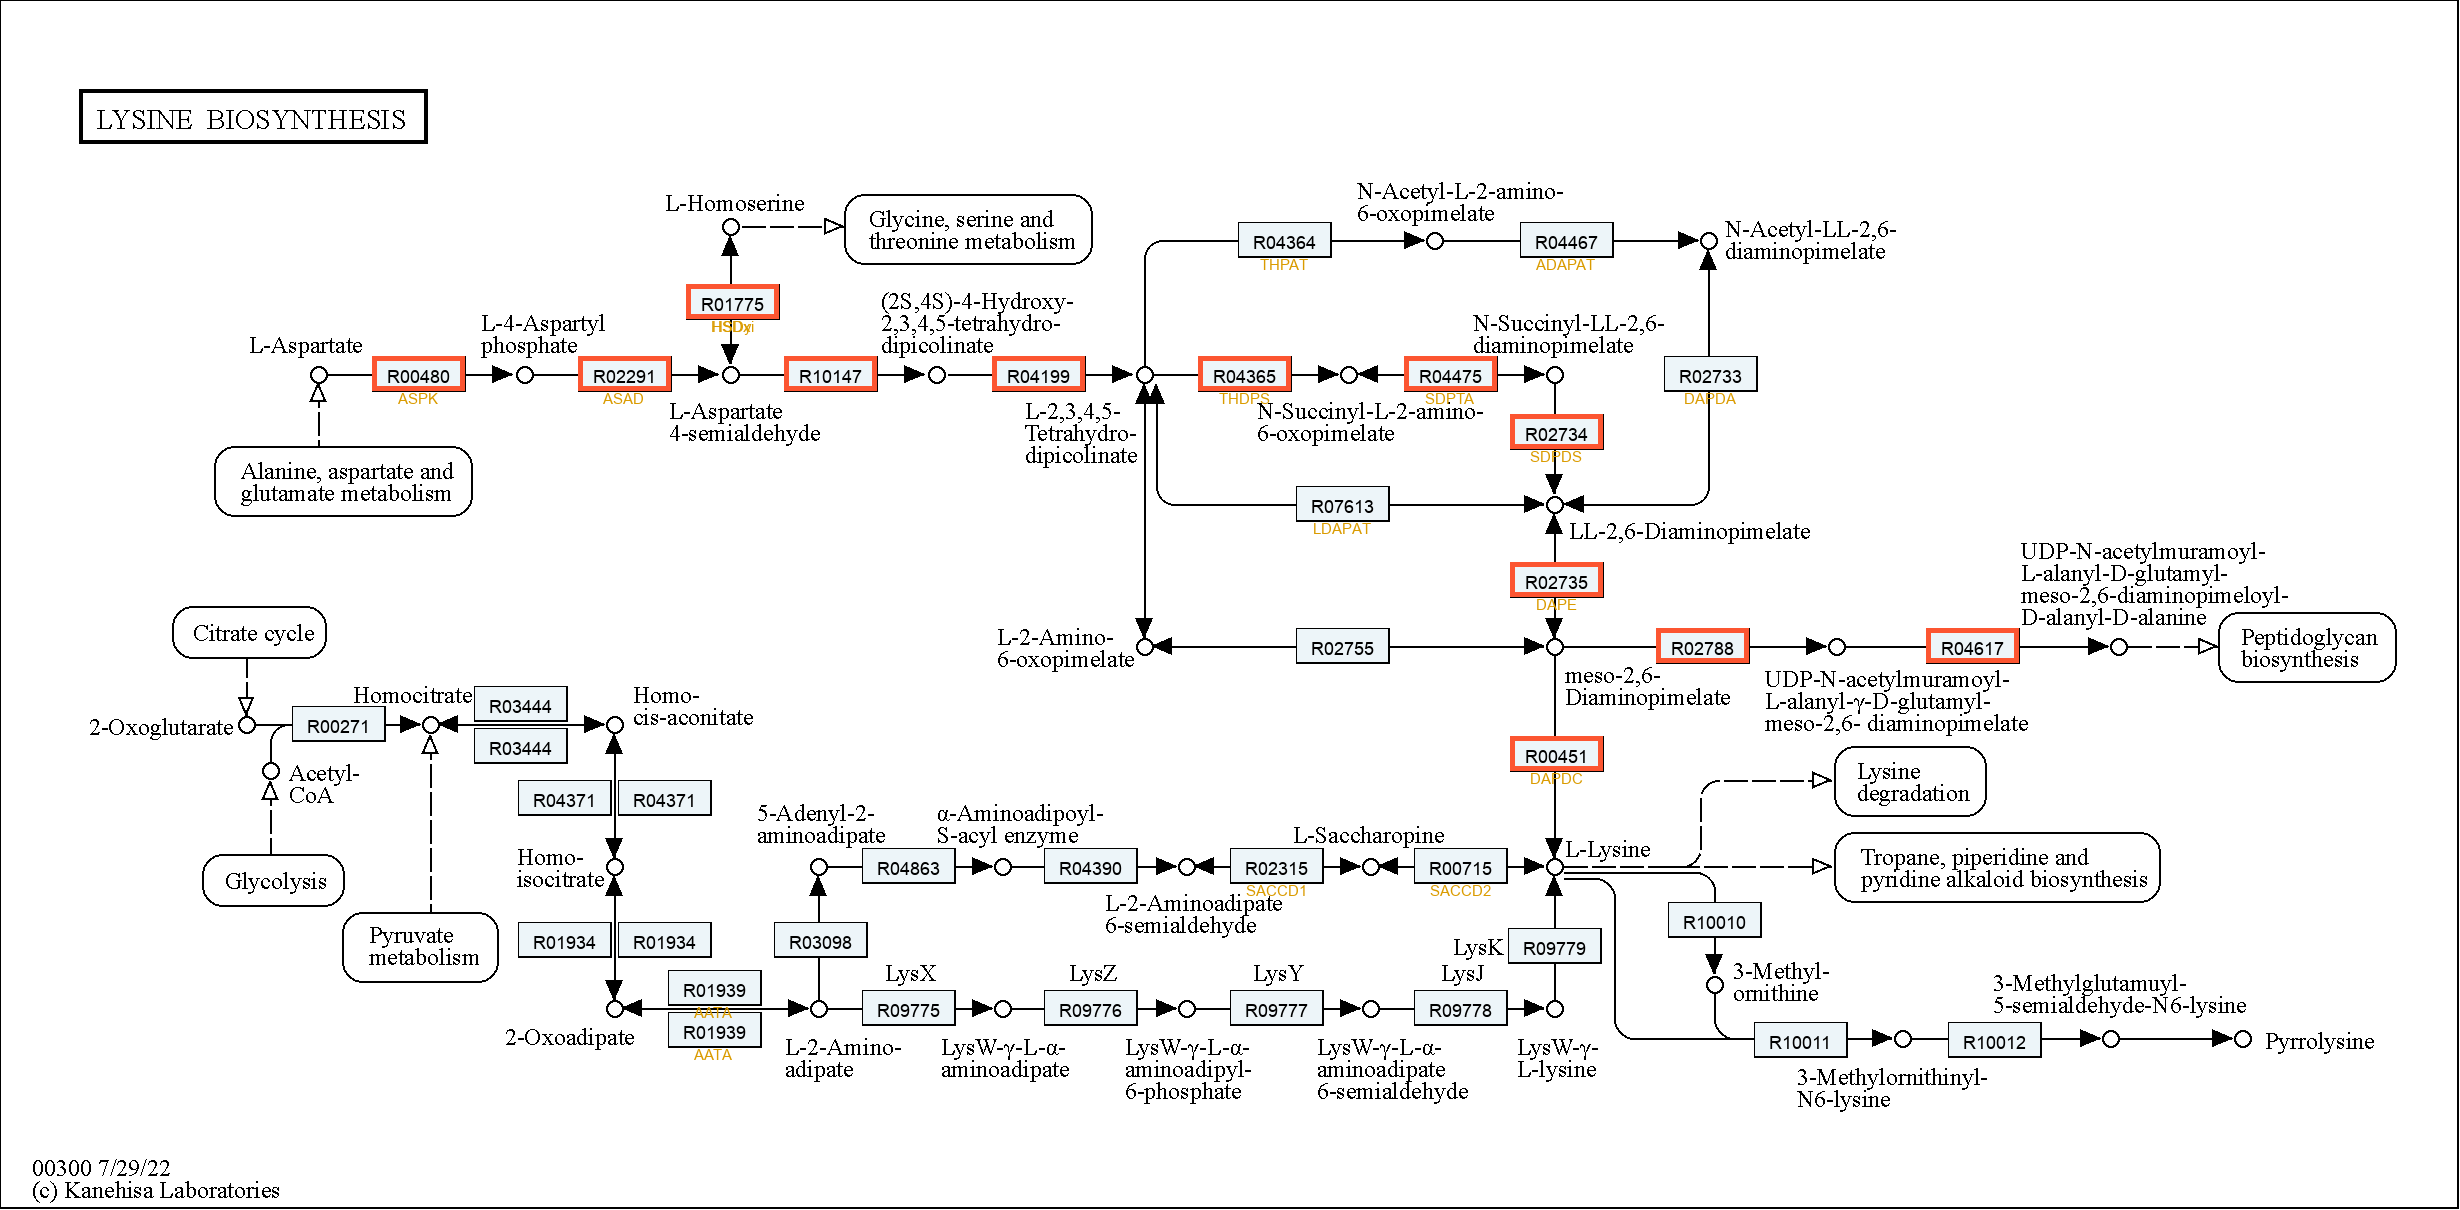 LYSINE BIOSYNTHESIS
L-Homoserine
Glycine, serine and
threonine metabolism
N-Acetyl-L-2-amino-
6-oxopimelate
R04364
THPAT
R04467
ADAPAT
N-Acetyl-LL-2,6-
diaminopimelate
R01775
(2S,4S)-4-Hydroxy-
2,3,4,5-tetrahydro-
dipicolinate
L-4-Aspartyl
phosphate
L-Aspartate
N-Succinyl-LL-2,6-
diaminopimelate
R00480
ASPK
R02291
ASAD
R10147
R04199
R04365
THDPS
R04475
SDPTA
R02733
DAPDA
L-Aspartate
4-semialdehyde
L-2,3,4,5-
Tetrahydro-
dipicolinate
N-Succinyl-L-2-amino-
6-oxopimelate
R02734
SDPDS
Alanine, aspartate and
glutamate metabolism
R07613
LDAPAT
LL-2,6-Diaminopimelate
R02735
DAPE
UDP-N-acetylmuramoyl-
L-alanyl-D-glutamyl-
meso-2,6-diaminopimeloyl-
D-alanyl-D-alanine
Citrate cycle
L-2-Amino-
6-oxopimelate
R02755
R02788
R04617
Peptidoglycan
biosynthesis
meso-2,6-
Diaminopimelate
UDP-N-acetylmuramoyl-
L-alanyl-γ-D-glutamyl-
meso-2,6- diaminopimelate
2-Oxoglutarate
R00271
Homocitrate
R03444
R03444
Homo-
cis-aconitate
Acetyl-
CoA
R00451
DAPDC
Lysine
degradation
R04371
R04371
Glycolysis
Homo-
isocitrate
5-Adenyl-2-
aminoadipate
α-Aminoadipoyl-
S-acyl enzyme
L-Saccharopine
L-Lysine
R04863
R04390
R02315
SACCD1
R00715
SACCD2
Tropane, piperidine and
pyridine alkaloid biosynthesis
L-2-Aminoadipate
6-semialdehyde
Pyruvate
metabolism
R01934
R01934
R03098
LysK
R09779
R10010
LysX
LysZ
LysY
LysJ
3-Methyl-
ornithine
R01939
AATA
R01939
AATA
R09775
R09776
R09777
R09778
3-Methylglutamuyl-
5-semialdehyde-N6-lysine
2-Oxoadipate
L-2-Amino-
adipate
LysW-γ-L-α-
aminoadipate
LysW-γ-L-α-
aminoadipyl-
6-phosphate
LysW-γ-L-α-
aminoadipate
6-semialdehyde
LysW-γ-
L-lysine
R10011
R10012
Pyrrolysine
3-Methylornithinyl-
N6-lysine
00300 7/29/22
(c) Kanehisa Laboratories